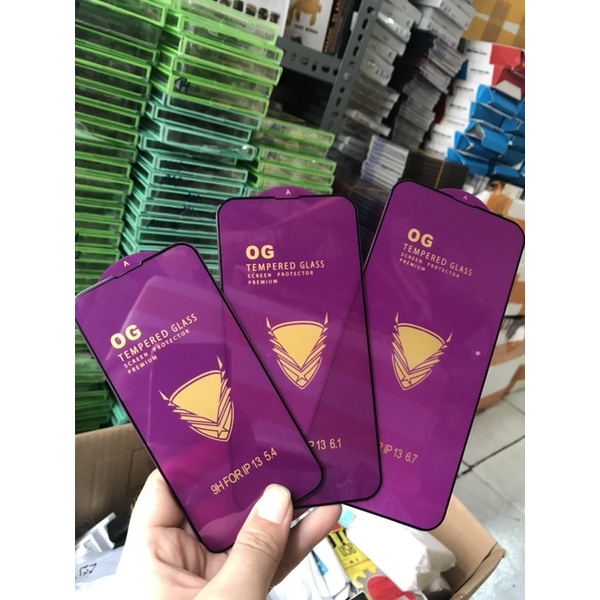 A
OG
TEMPERED GLASS
SCREEN PROTECTOR
PREMIUM
9H FOR IP 13 5.4
A
OG
TEMPERED GLASS
SCREEN PROTECTOR
PREMIUM
P 13 6.1
A
OG
TEMPERED GLASS
SCREEN PROTECTOR
PREMIUM
IP 13 6.7